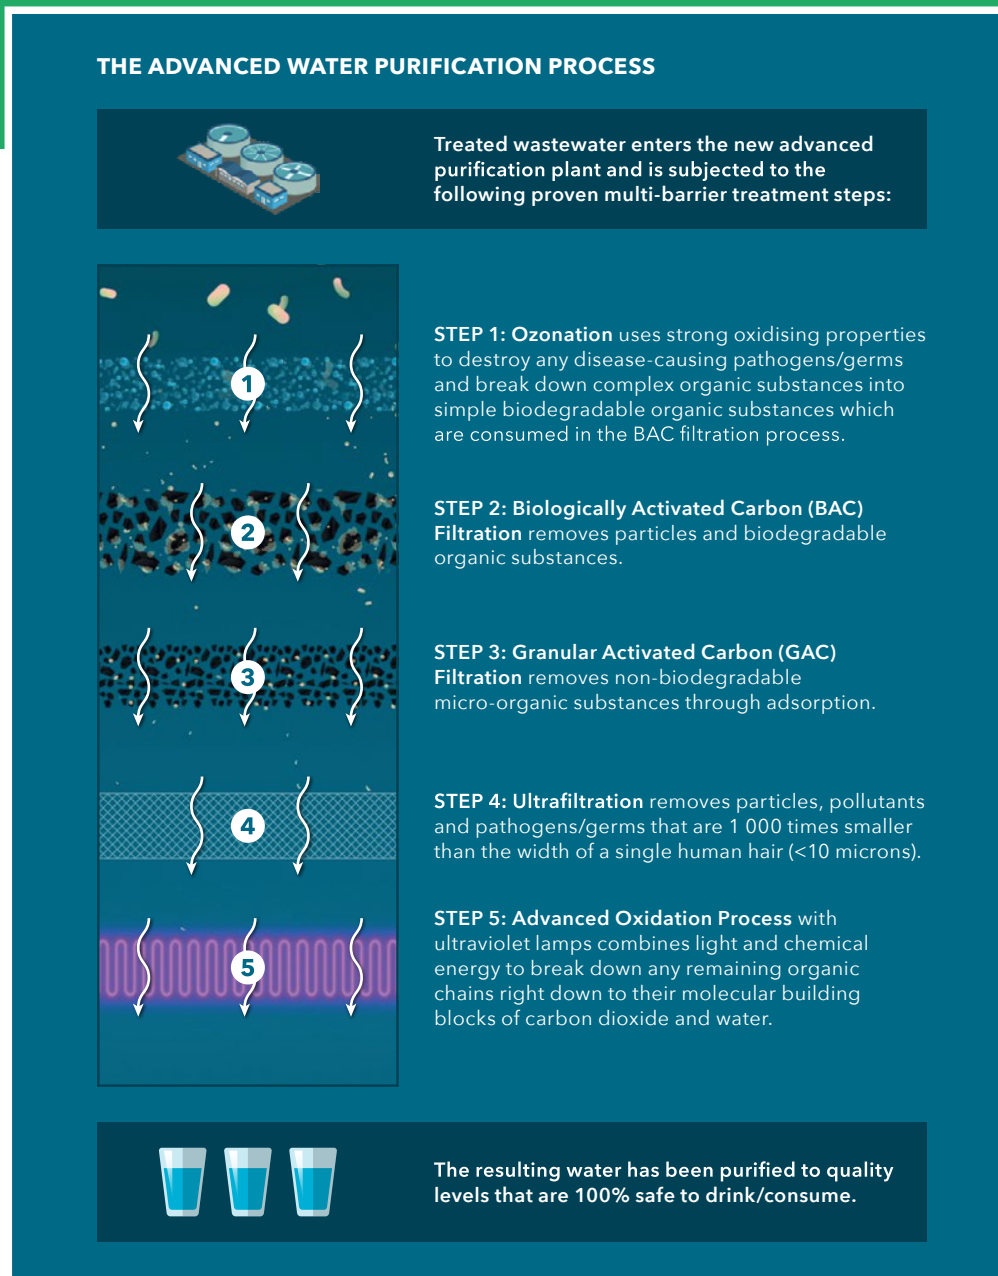 THE ADVANCED WATER PURIFICATION PROCESS
Treated wastewater enters the new advanced
purification plant and is subjected to the
following proven multi-barrier treatment steps:
1
STEP 1: Ozonation uses strong oxidising properties
to destroy any disease-causing pathogens/germs
and break down complex organic substances into
simple biodegradable organic substances which
are consumed in the BAC filtration process.
2
STEP 2: Biologically Activated Carbon (BAC)
Filtration removes particles and biodegradable
organic substances.
3
STEP 3: Granular Activated Carbon (GAC)
Filtration removes non-biodegradable
micro-organic substances through adsorption.
4
STEP 4: Ultrafiltration removes particles, pollutants
and pathogens/germs that are 1 000 times smaller
than the width of a single human hair (<10 microns).
5
STEP 5: Advanced Oxidation Process with
ultraviolet lamps combines light and chemical
energy to break down any remaining organic
chains right down to their molecular building
blocks of carbon dioxide and water.
The resulting water has been purified to quality
levels that are 100% safe to drink/consume.